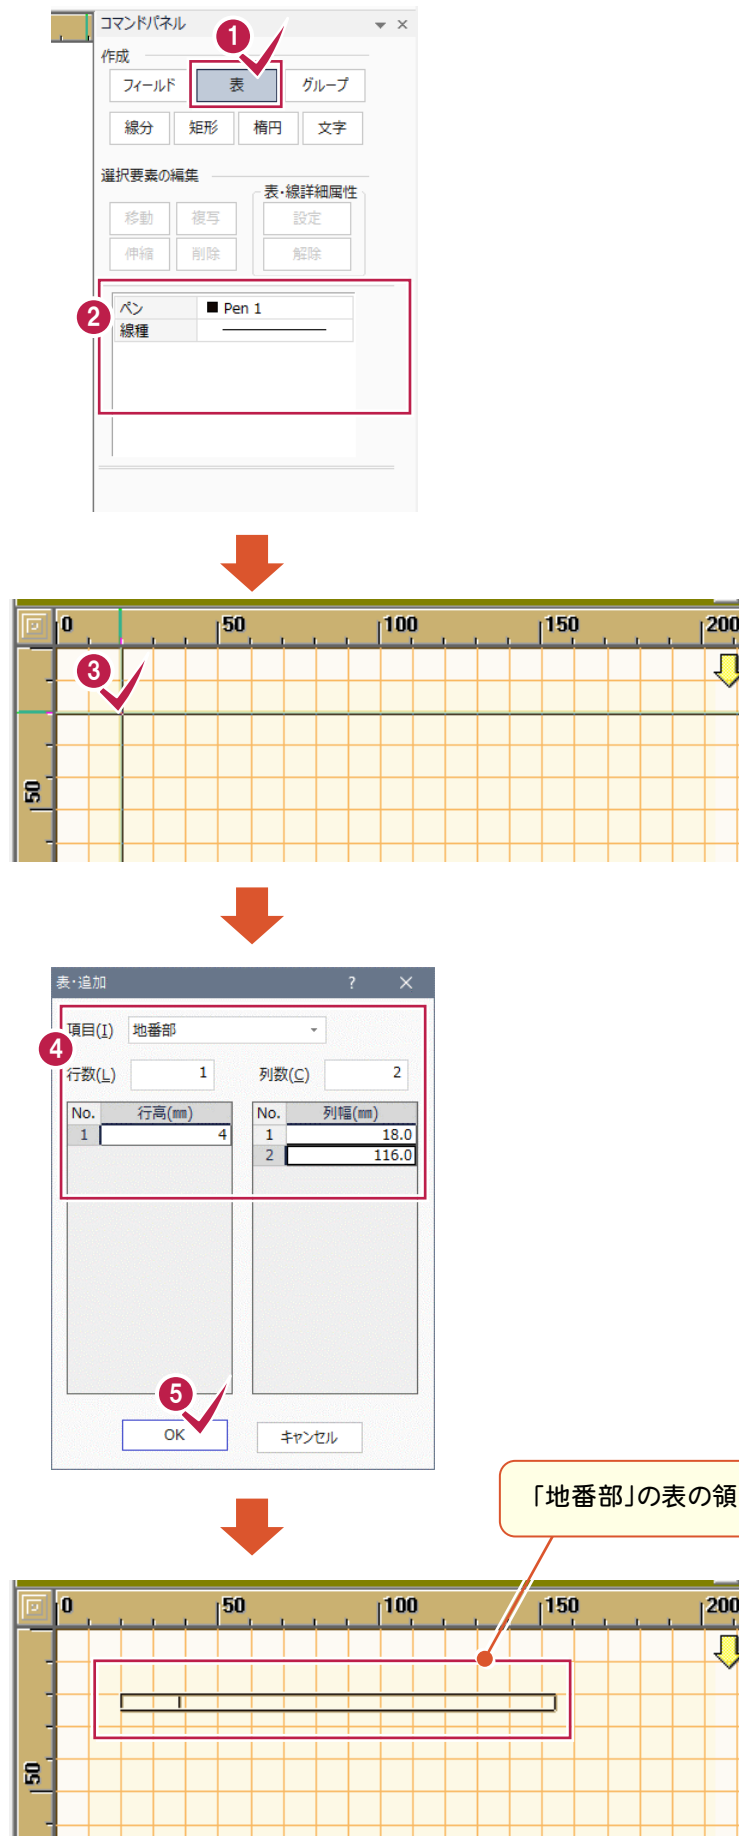 コマンドパネル
1
作成
フィールド 表 グループ
線分 矩形 楕円 文字
選択要素の編集
表・線詳細属性
移動 複写 設定
伸縮 削除 解除
2
ペン Pen 1
線種
0 50 100 150 200
3
50
表・追加 ? ×
4
項目(I) 地番部
行数(L) 1 列数(C) 2
No. 行高(㎜) No. 列幅(㎜)
1 4 1 18.0
2 116.0
5
OK キャンセル
「地番部」の表の領
0 50 100 150 200
50